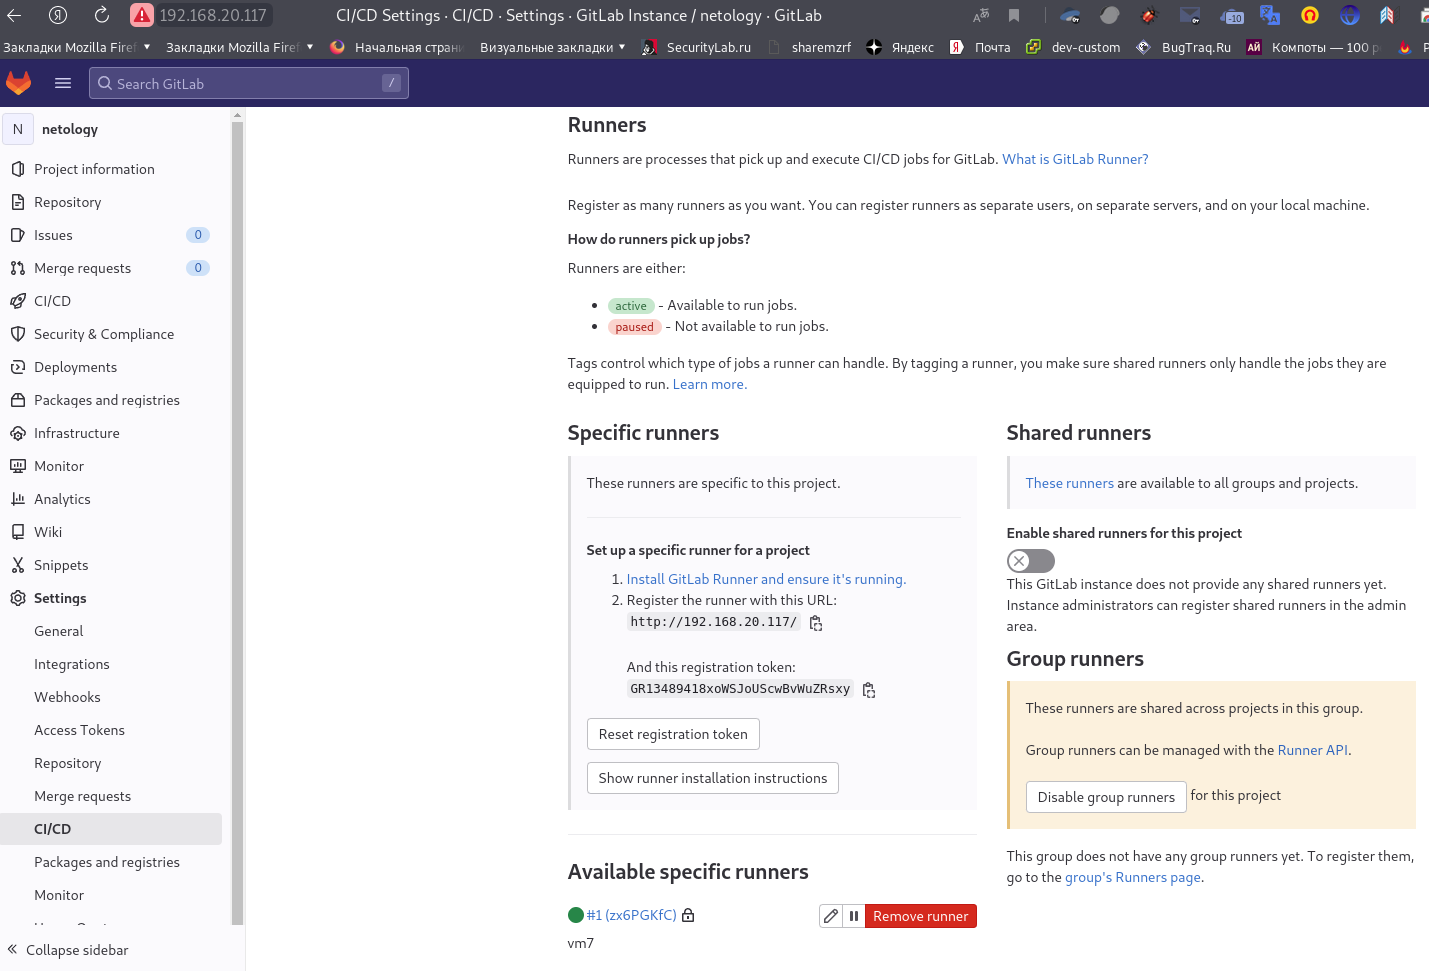 192.168.20.117
CI/CD Settings · CI/CD · Settings · GitLab Instance / netology · GitLab
-10
Закладки Mozilla Firef
Закладки Mozilla Firef
Начальная страни
Визуальные закладки
SecurityLab.ru
sharemzrf
Яндекс
Почта
dev-custom
BugTraq.Ru
Компоты — 100 р
Search GitLab
/
N
netology
Project information
Repository
Issues 0
Merge requests 0
CI/CD
Security & Compliance
Deployments
Packages and registries
Infrastructure
Monitor
Analytics
Wiki
Snippets
Settings
General
Integrations
Webhooks
Access Tokens
Repository
Merge requests
CI/CD
Packages and registries
Monitor
Collapse sidebar
Runners
Runners are processes that pick up and execute CI/CD jobs for GitLab. What is GitLab Runner?
Register as many runners as you want. You can register runners as separate users, on separate servers, and on your local machine.
How do runners pick up jobs?
Runners are either:
active - Available to run jobs.
paused - Not available to run jobs.
Tags control which type of jobs a runner can handle. By tagging a runner, you make sure shared runners only handle the jobs they are
equipped to run. Learn more.
Specific runners
These runners are specific to this project.
Set up a specific runner for a project
1. Install GitLab Runner and ensure it's running.
2. Register the runner with this URL:
http://192.168.20.117/
And this registration token:
GR13489418xoWSJoUScwBvWuZRsxy
Reset registration token
Show runner installation instructions
Available specific runners
#1 (zx6PGKfC)
Remove runner
vm7
Shared runners
These runners are available to all groups and projects.
Enable shared runners for this project
This GitLab instance does not provide any shared runners yet.
Instance administrators can register shared runners in the admin
area.
Group runners
These runners are shared across projects in this group.
Group runners can be managed with the Runner API.
Disable group runners for this project
This group does not have any group runners yet. To register them,
go to the group's Runners page.